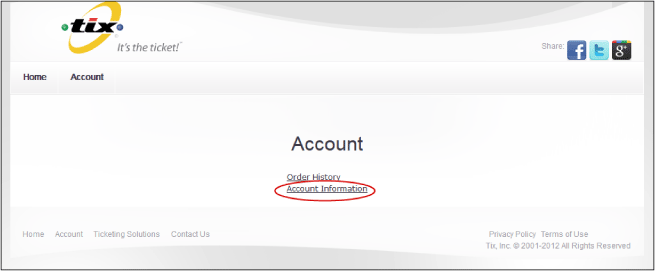 tix
It's the ticket!
Share:
f t g+
Home Account
Account
Order History
Account Information
Home Account Ticketing Solutions Contact Us
Privacy Policy Terms of Use
Tix, Inc. © 2001-2012 All Rights Reserved